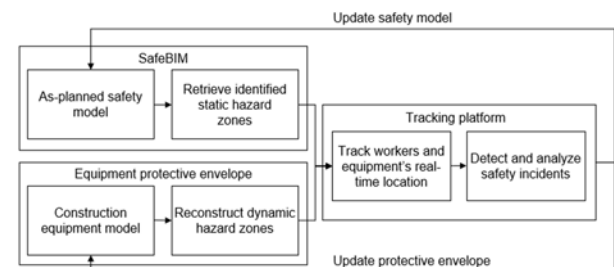 Update safety model
SafeBIM
As-planned safety
model
Retrieve identified
static hazard
zones
Tracking platform
Track workers and
equipment's real-
time location
Detect and analyze
safety incidents
Equipment protective envelope
Construction
equipment model
Reconstruct dynamic
hazard zones
Update protective envelope